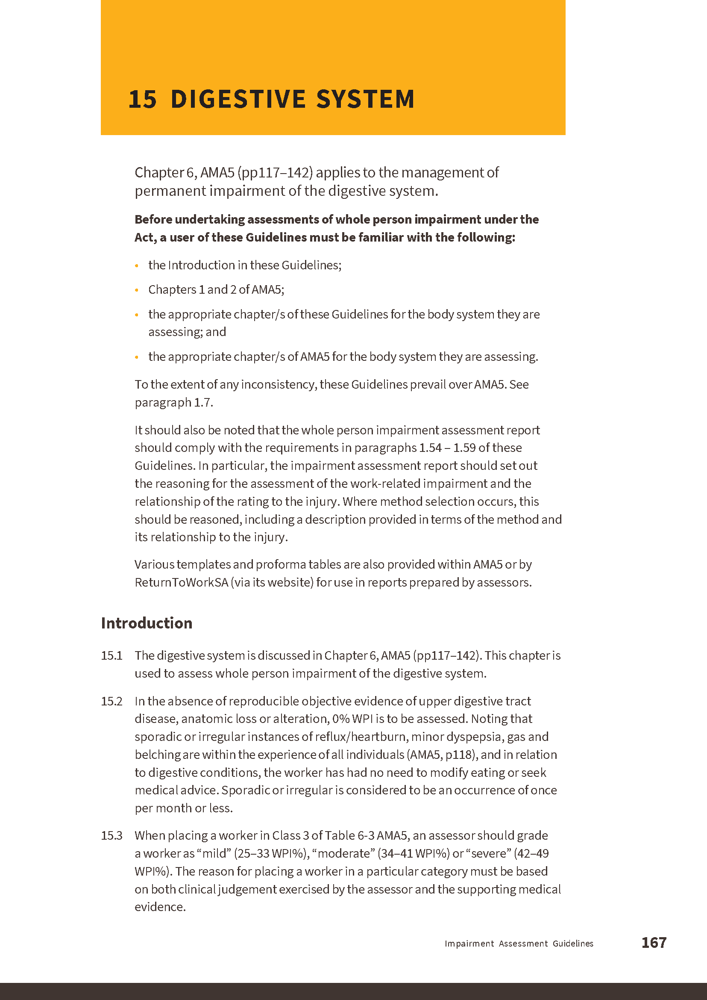 15 DIGESTIVE SYSTEM
Chapter 6, AMA5 (pp117–142) applies to the management of
permanent impairment of the digestive system.
Before undertaking assessments of whole person impairment under the
Act, a user of these Guidelines must be familiar with the following:
• the Introduction in these Guidelines;
• Chapters 1 and 2 of AMA5;
• the appropriate chapter/s of these Guidelines for the body system they are
assessing; and
• the appropriate chapter/s of AMA5 for the body system they are assessing.
To the extent of any inconsistency, these Guidelines prevail over AMA5. See
paragraph 1.7.
It should also be noted that the whole person impairment assessment report
should comply with the requirements in paragraphs 1.54 – 1.59 of these
Guidelines. In particular, the impairment assessment report should set out
the reasoning for the assessment of the work-related impairment and the
relationship of the rating to the injury. Where method selection occurs, this
should be reasoned, including a description provided in terms of the method and
its relationship to the injury.
Various templates and proforma tables are also provided within AMA5 or by
ReturnToWorkSA (via its website) for use in reports prepared by assessors.
Introduction
15.1 The digestive system is discussed in Chapter 6, AMA5 (pp117–142). This chapter is
used to assess whole person impairment of the digestive system.
15.2 In the absence of reproducible objective evidence of upper digestive tract
disease, anatomic loss or alteration, 0% WPI is to be assessed. Noting that
sporadic or irregular instances of reflux/heartburn, minor dyspepsia, gas and
belching are within the experience of all individuals (AMA5, p118), and in relation
to digestive conditions, the worker has had no need to modify eating or seek
medical advice. Sporadic or irregular is considered to be an occurrence of once
per month or less.
15.3 When placing a worker in Class 3 of Table 6-3 AMA5, an assessor should grade
a worker as “mild” (25–33 WPI%), “moderate” (34–41 WPI%) or “severe” (42–49
WPI%). The reason for placing a worker in a particular category must be based
on both clinical judgement exercised by the assessor and the supporting medical
evidence.
Impairment Assessment Guidelines 167